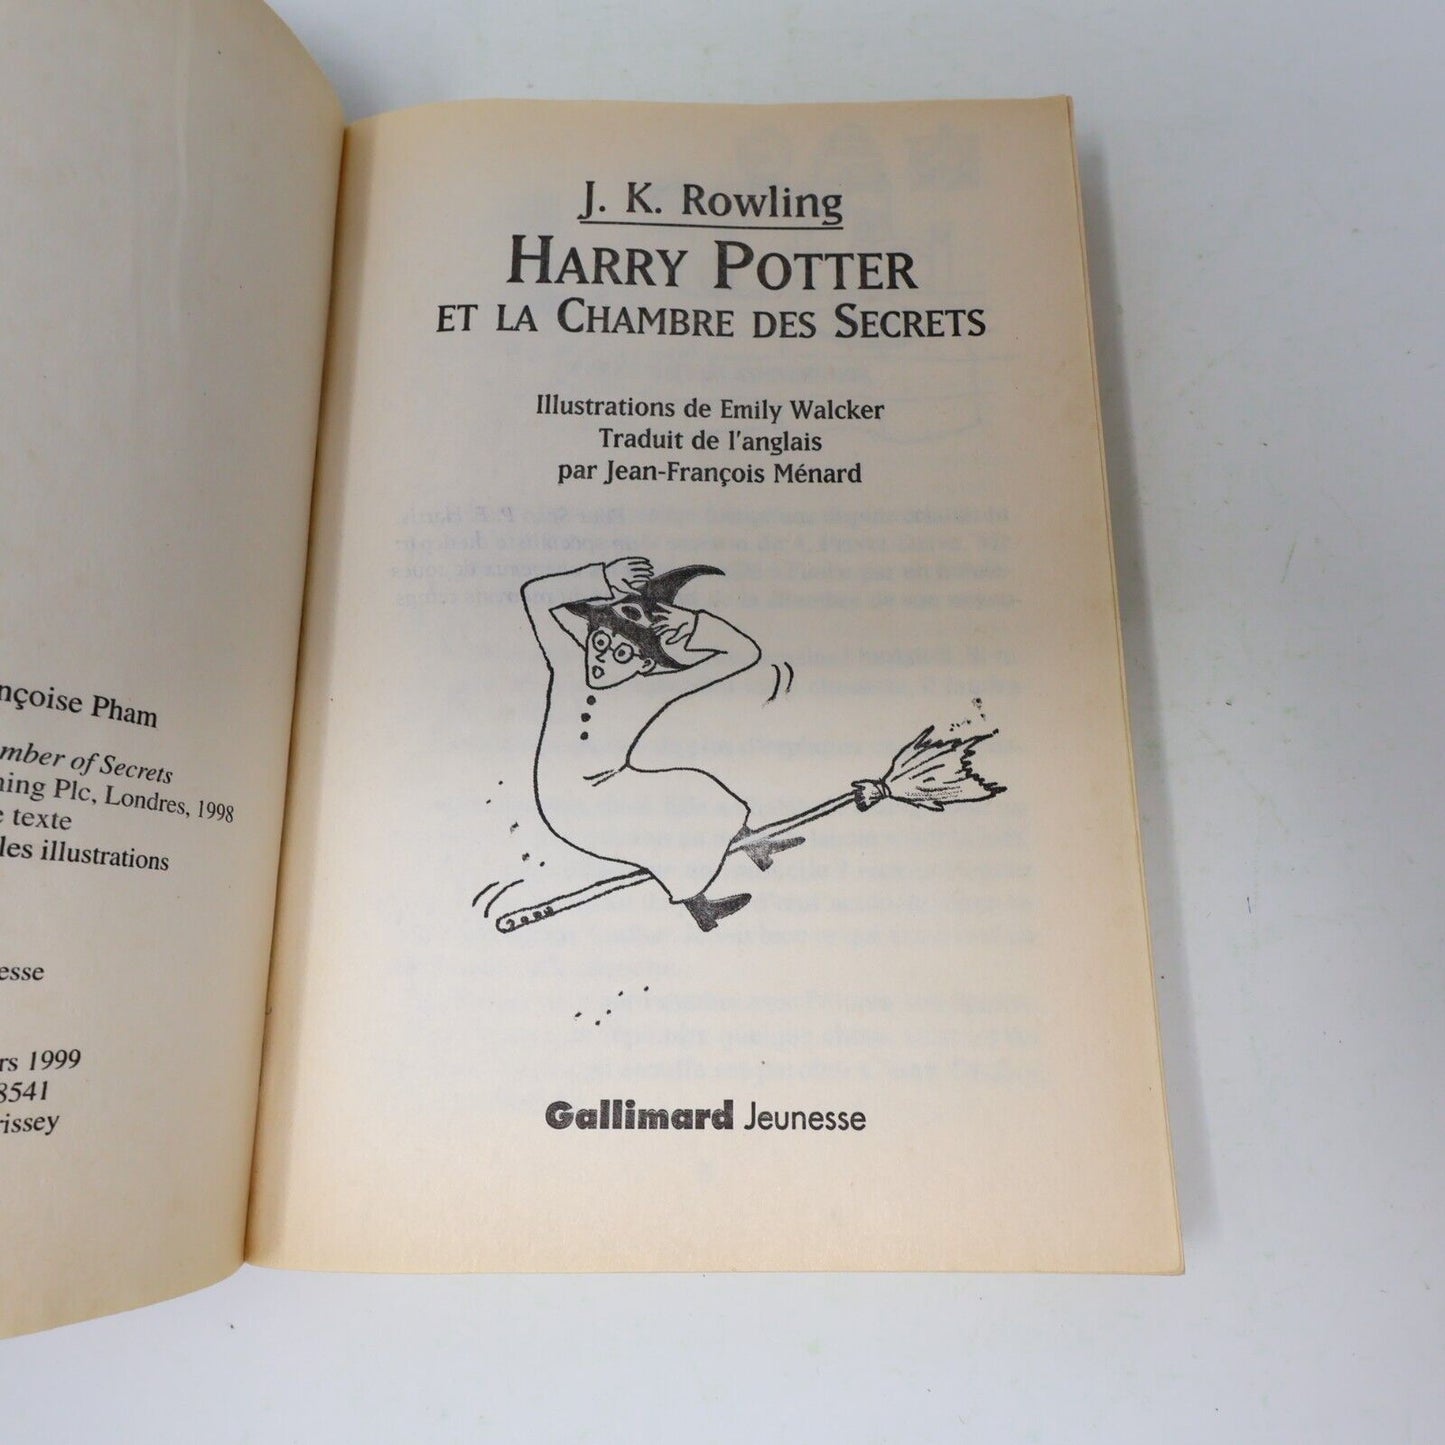 nçoise Pham
mber of Secrets
ning Plc, Londres, 1998
e texte
les illustrations
esse
rs 1999
8541
rissey
J. K. Rowling
HARRY POTTER
ET LA CHAMBRE DES SECRETS
Illustrations de Emily Walcker
Traduit de l'anglais
par Jean-François Ménard
Gallimard Jeunesse